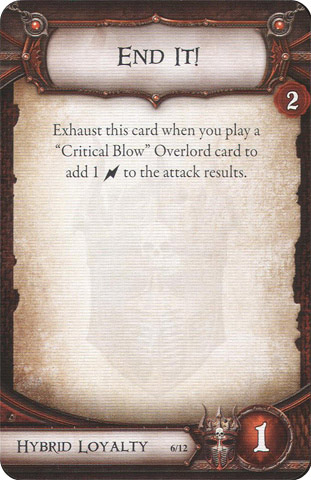 End It!
2
Exhaust this card when you play a
“Critical Blow” Overlord card to
add 1 to the attack results.
Hybrid Loyalty 6/12 1